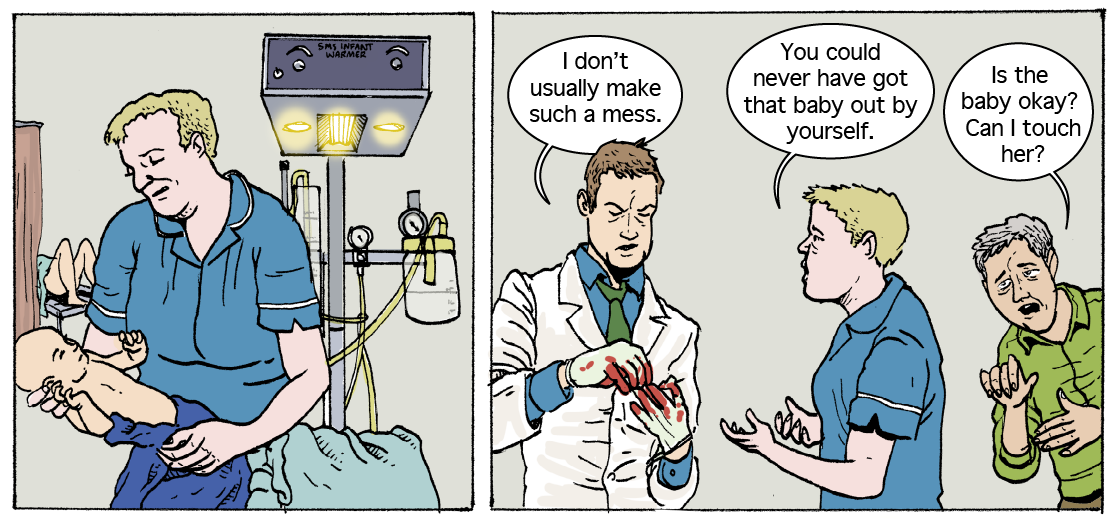 SMS INFANT
WARMER
I don't
usually make
such a mess.
You could
never have got
that baby out by
yourself.
Is the
baby okay?
Can I touch
her?